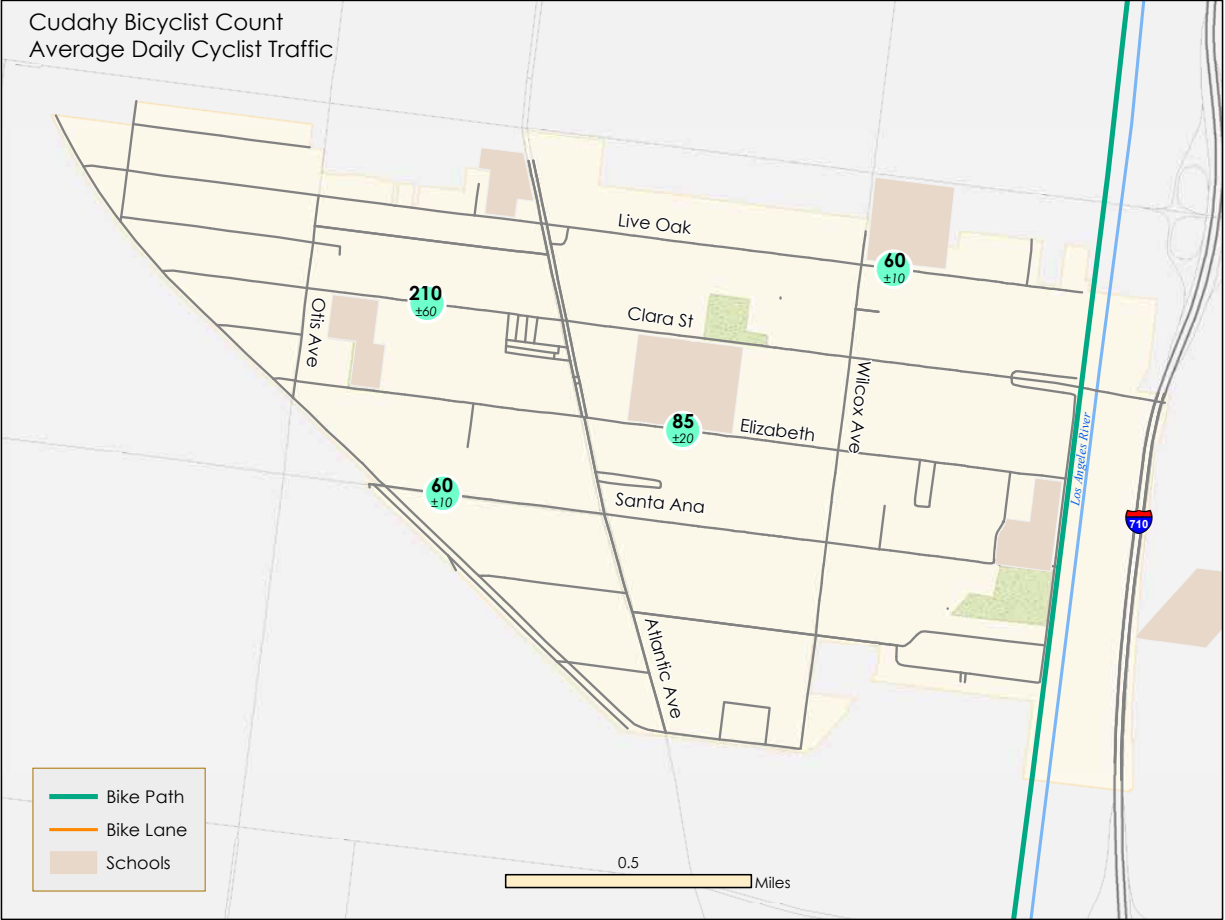 Cudahy Bicyclist Count
Average Daily Cyclist Traffic
Live Oak
60
±10
210
±60
Otis Ave
Clara St
Wilcox Ave
85
±20
Elizabeth
Los Angeles River
60
±10
Santa Ana
710
Atlantic Ave
Bike Path
Bike Lane
Schools
0.5
Miles